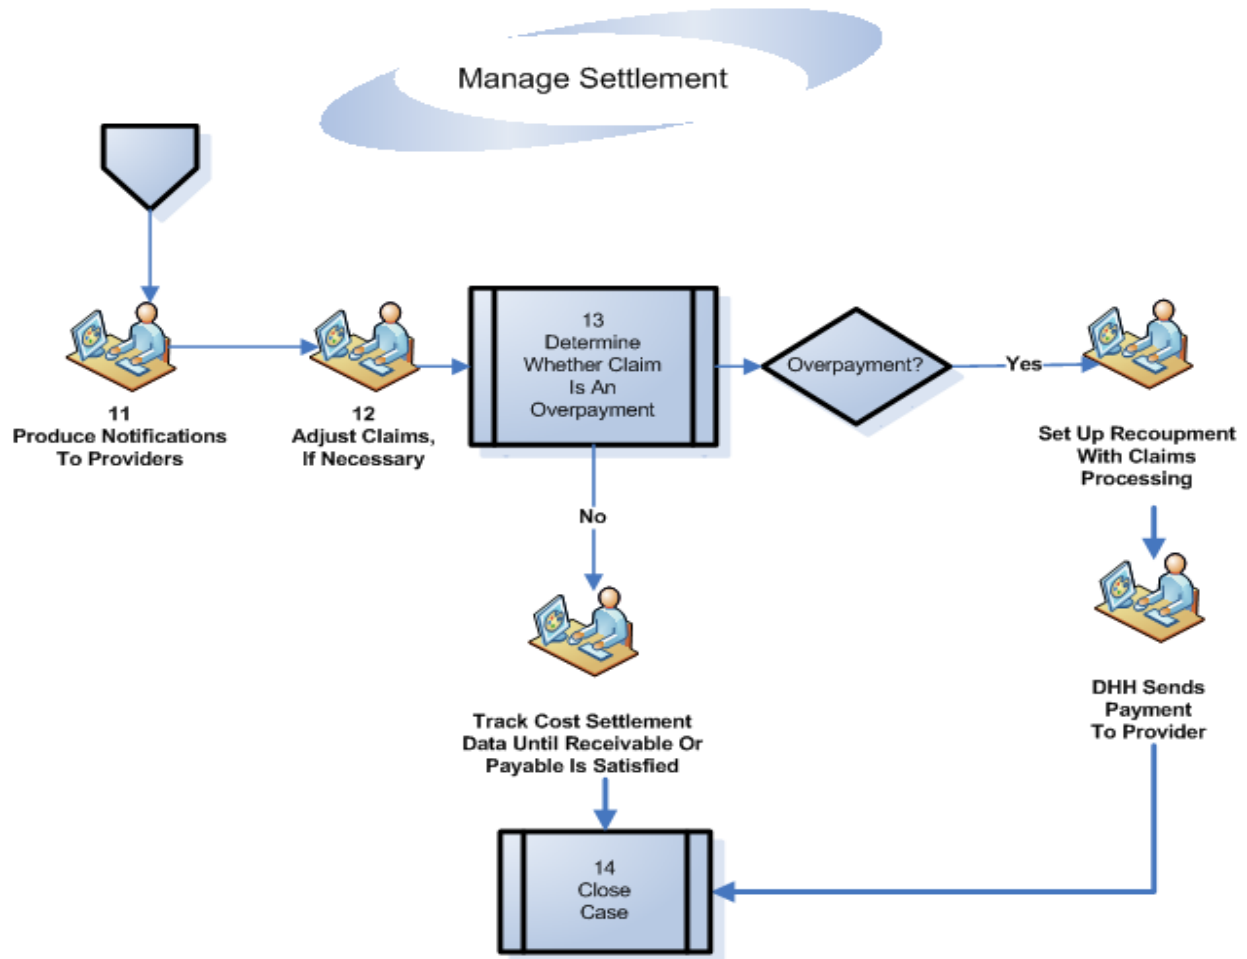 Manage Settlement
11
Produce Notifications
To Providers
12
Adjust Claims,
If Necessary
13
Determine
Whether Claim
Is An
Overpayment
Overpayment?
Yes
Set Up Recoupment
With Claims
Processing
No
DHH Sends
Payment
To Provider
Track Cost Settlement
Data Until Receivable Or
Payable Is Satisfied
14
Close
Case